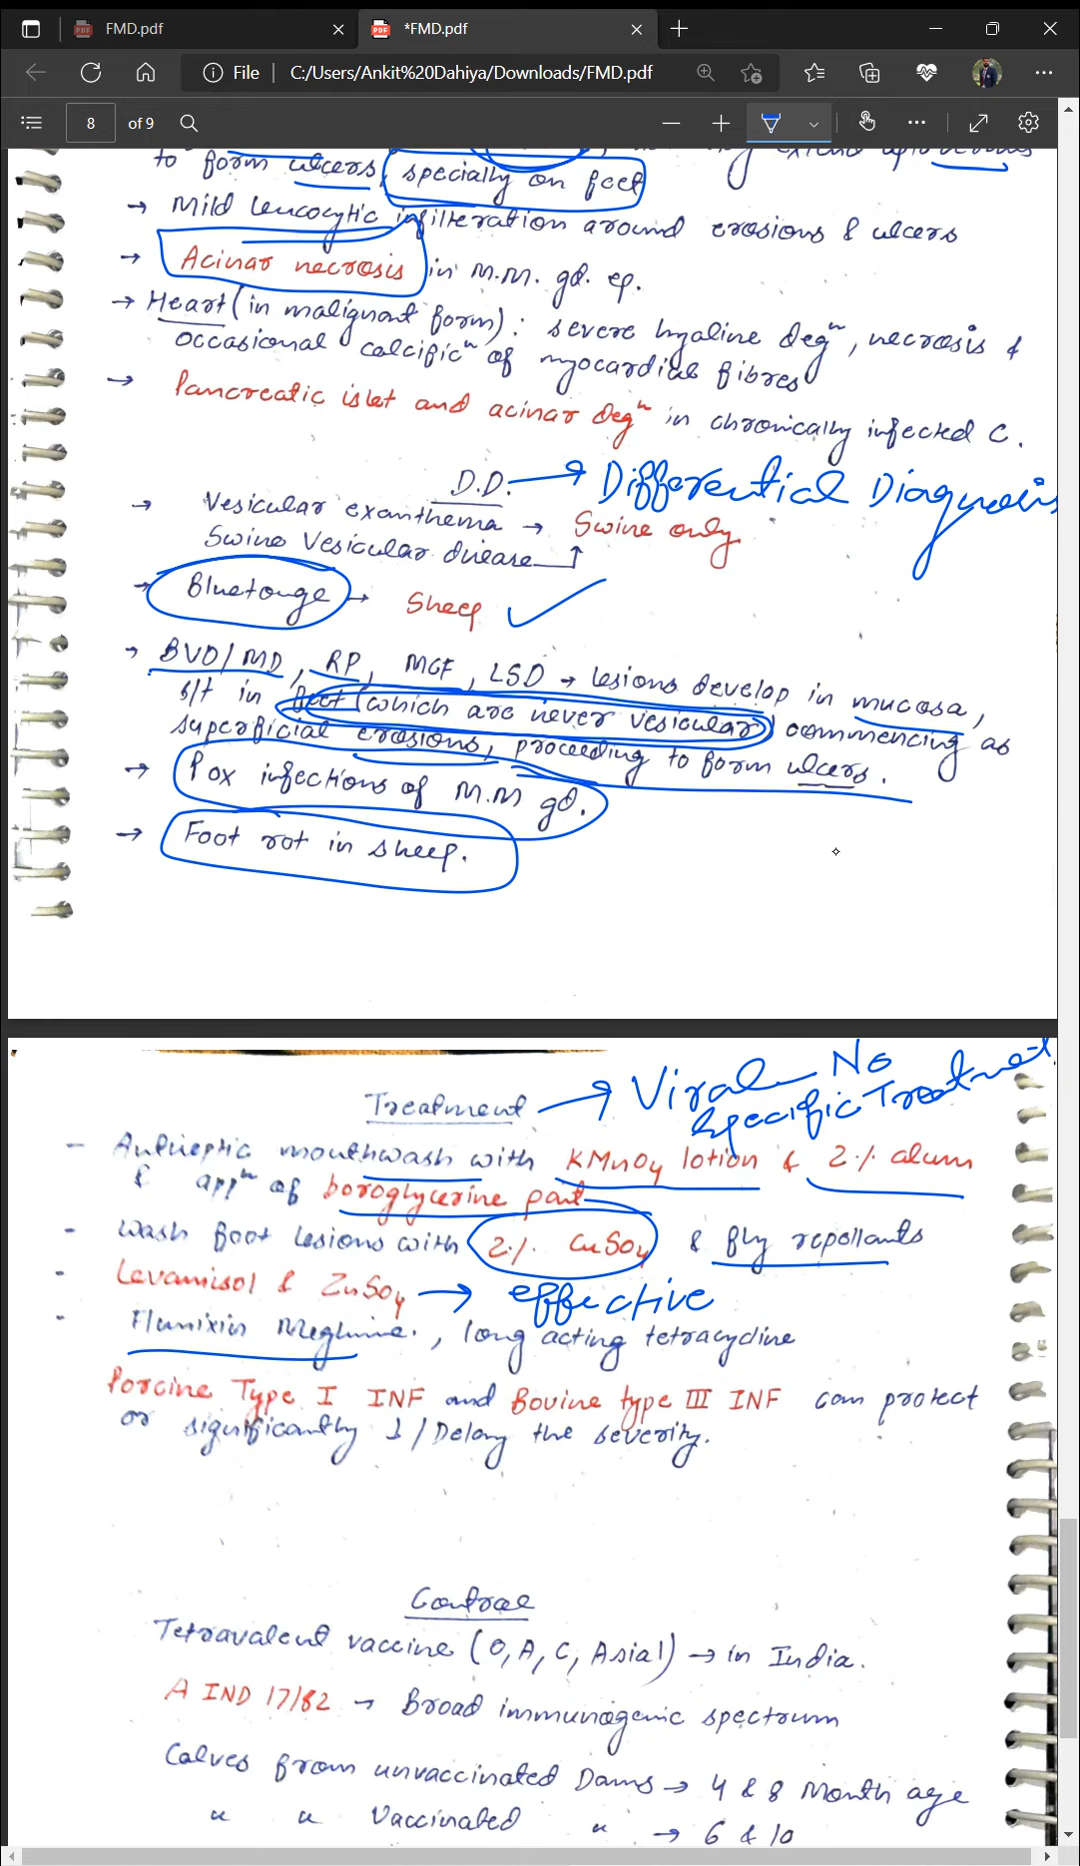 FMD.pdf
*FMD.pdf
File
C:/Users/Ankit%20Dahiya/Downloads/FMD.pdf
8 of 9
to form ulcers, specially on feet
→ Mild leucocytic infilteration around erosions & ulcers
→ Acinar necrosis in M.M. gd. ep.
→ Heart (in malignant form): severe hyaline degⁿ, necrosis &
occasional calcificⁿ of myocardial fibres
→ Pancreatic islet and acinar degⁿ in chronically infected C.
D.D. → Differential Diagnosis
→ Vesicular exanthema → Swine only
Swine Vesicular disease ↑
→ Bluetounge → Sheep ✓
→ BVD/MD, RP, MCF, LSD → lesions develop in mucosa,
s/t in feet (which are never vesicular) commencing as
superficial erosions, proceeding to form ulcers.
→ Pox infections of M.M gd.
→ Foot rot in sheep.
Treatment → Viral No
Specific Treatment
- Antiseptic mouthwash with KMnO4 lotion & 2% alum
& appⁿ of boroglycerine paint
- Wash foot lesions with 2% CuSO4 & fly repellants
- Levamisol & ZnSO4 → effective
- Flunixin Meglumine, long acting tetracycline
Porcine Type I INF and Bovine type III INF can protect
or significantly ↓/Delay the severity.
Control
Tetravalent vaccine (O, A, C, Asia1) → in India.
A IND 17/82 → Broad immunogenic spectrum
Calves from unvaccinated Dams → 4 & 8 Month age
" " Vaccinated " → 6 & 10